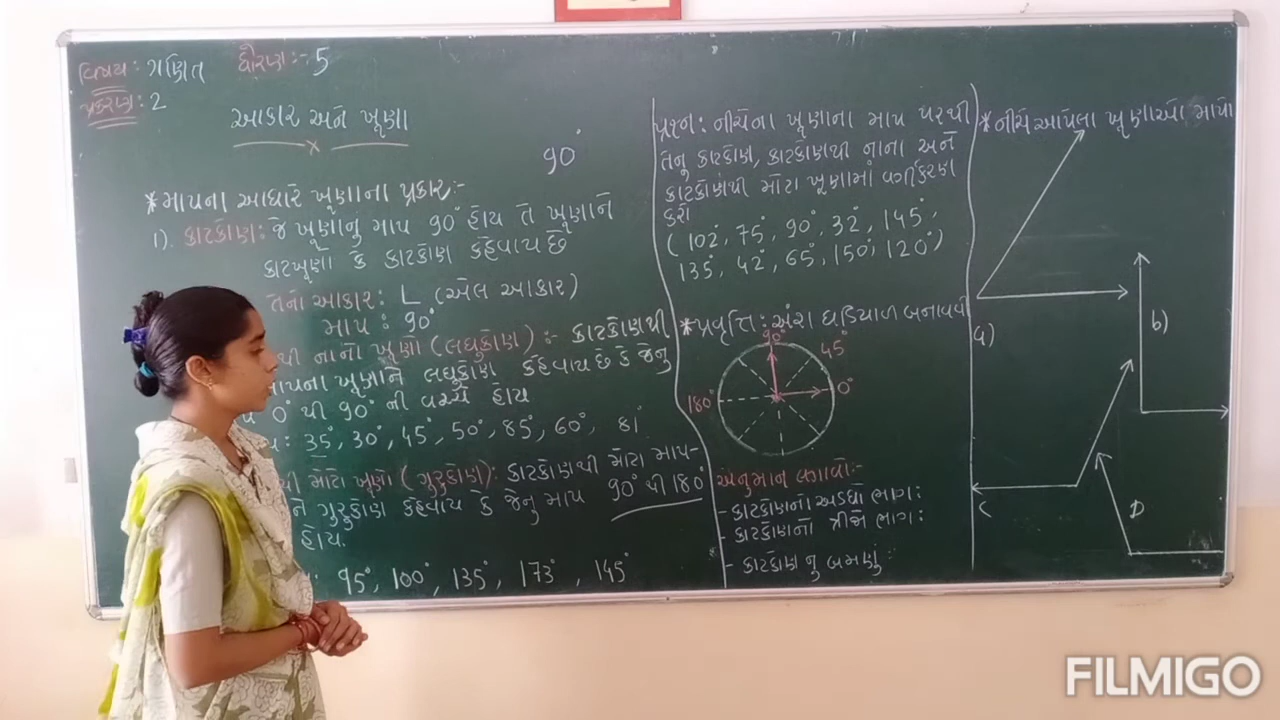 વિષય: ગણિત ધોરણ:- 5
પ્રકરણ: 2
આકાર અને ખૂણા
90°
*માપના આધારે ખૂણાના પ્રકાર:-
1). કાટકોણ: જે ખૂણાનું માપ 90° હોય તે ખૂણાને
કાટખૂણો કે કાટકોણ કહેવાય છે
તેનો આકાર: L (એલ આકાર)
માપ: 90°
થી નાનો ખૂણો (લઘુકોણ):- કાટકોણથી
માપના ખૂણાને લઘુકોણ કહેવાય છે કે જેનુ
0° થી 90° ની વચ્ચે હોય
35°, 30°, 45°, 50°, 85°, 60°, 81°
થી મોટો ખૂણો (ગુરુકોણ): કાટકોણથી મોટા માપ-
ને ગુરુકોણ કહેવાય કે જેનુ માપ 90° થી 180°
હોય.
95°, 100°, 135°, 173°, 145°
પ્રશ્ન: નીચેના ખૂણાના માપ પરથી
તેનુ કાટકોણ, કાટકોણથી નાના અને
કાટકોણથી મોટા ખૂણામાં વર્ગીકરણ
કરો
(102°, 75°, 90°, 32°, 145°,
135°, 42°, 65°, 150°, 120°)
*પ્રવૃત્તિ: અંશ ઘડિયાળ બનાવવી
90°
45°
180°
0°
અનુમાન લગાવો:-
- કાટકોણનો અડધો ભાગ:
- કાટકોણનો ત્રીજો ભાગ:
- કાટકોણ નુ બમણું:
*નીચે આપેલા ખૂણાઓ માપો
a)
b)
C
D
FILMIGO